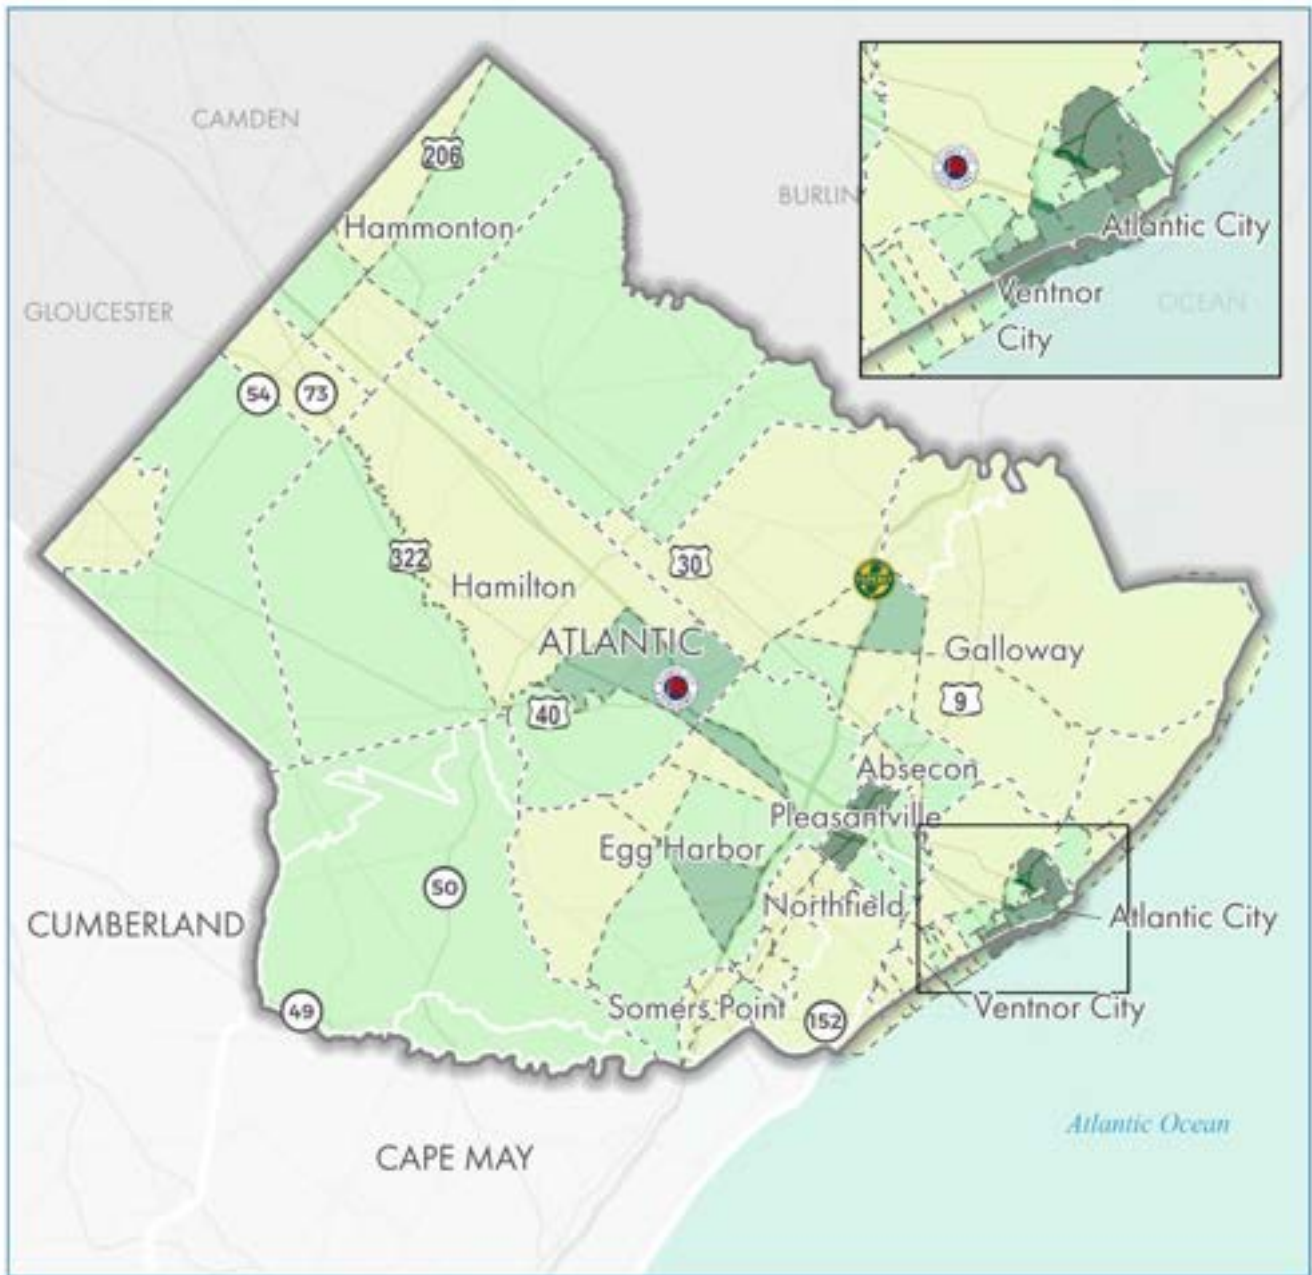 CAMDEN
206
BURLIN
Hammonton
Atlantic City
GLOUCESTER
Ventnor
City
OCEAN
54
73
322
30
Hamilton
ATLANTIC
Galloway
40
9
Absecon
Pleasantville
Egg Harbor
50
Northfield
CUMBERLAND
Atlantic City
49
Somers Point
152
Ventnor City
Atlantic Ocean
CAPE MAY